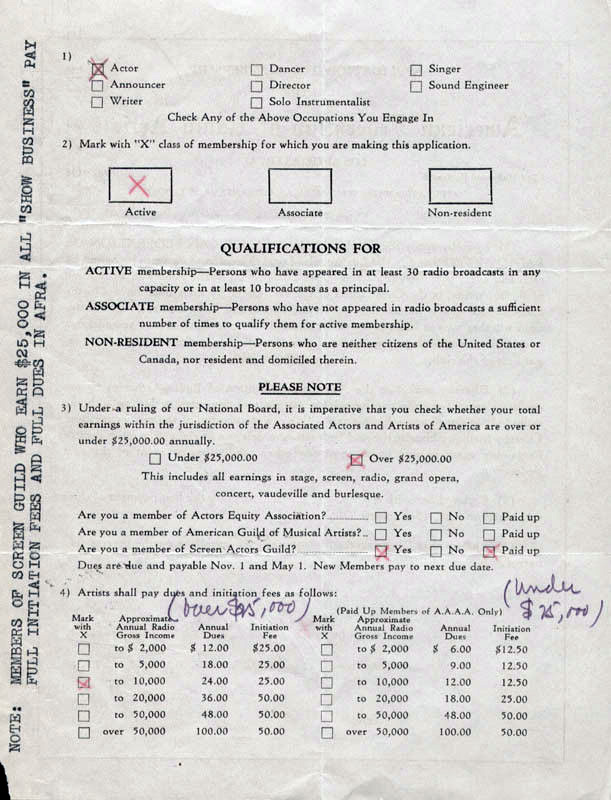 NOTE: MEMBERS OF SCREEN GUILD WHO EARN $25,000 IN ALL "SHOW BUSINESS" PAY
FULL INITIATION FEES AND FULL DUES IN AFRA.
1)
Actor Dancer Singer
Announcer Director Sound Engineer
Writer Solo Instrumentalist
Check Any of the Above Occupations You Engage In
2) Mark with "X" class of membership for which you are making this application.
X
Active Associate Non-resident
QUALIFICATIONS FOR
ACTIVE membership—Persons who have appeared in at least 30 radio broadcasts in any
capacity or in at least 10 broadcasts as a principal.
ASSOCIATE membership—Persons who have not appeared in radio broadcasts a sufficient
number of times to qualify them for active membership.
NON-RESIDENT membership—Persons who are neither citizens of the United States or
Canada, nor resident and domiciled therein.
PLEASE NOTE
3) Under a ruling of our National Board, it is imperative that you check whether your total
earnings within the jurisdiction of the Associated Actors and Artists of America are over or
under $25,000.00 annually.
Under $25,000.00 Over $25,000.00
This includes all earnings in stage, screen, radio, grand opera,
concert, vaudeville and burlesque.
Are you a member of Actors Equity Association? Yes No Paid up
Are you a member of American Guild of Musical Artists? Yes No Paid up
Are you a member of Screen Actors Guild? Yes No Paid up
Dues are due and payable Nov. 1 and May 1. New Members pay to next due date.
4) Artists shall pay dues and initiation fees as follows:
(over $25,000)
(under
$25,000)
(Paid Up Members of A.A.A.A. Only)
Mark Approximate Mark Approximate
with Annual Radio Annual Initiation with Annual Radio Annual Initiation
X Gross Income Dues Fee X Gross Income Dues Fee
to $ 2,000 $ 12.00 $25.00 to $ 2,000 $ 6.00 $12.50
to 5,000 18.00 25.00 to 5,000 9.00 12.50
to 10,000 24.00 25.00 to 10,000 12.00 12.50
to 20,000 36.00 50.00 to 20,000 18.00 25.00
to 50,000 48.00 50.00 to 50,000 48.00 50.00
over 50,000 100.00 50.00 over 50,000 100.00 50.00